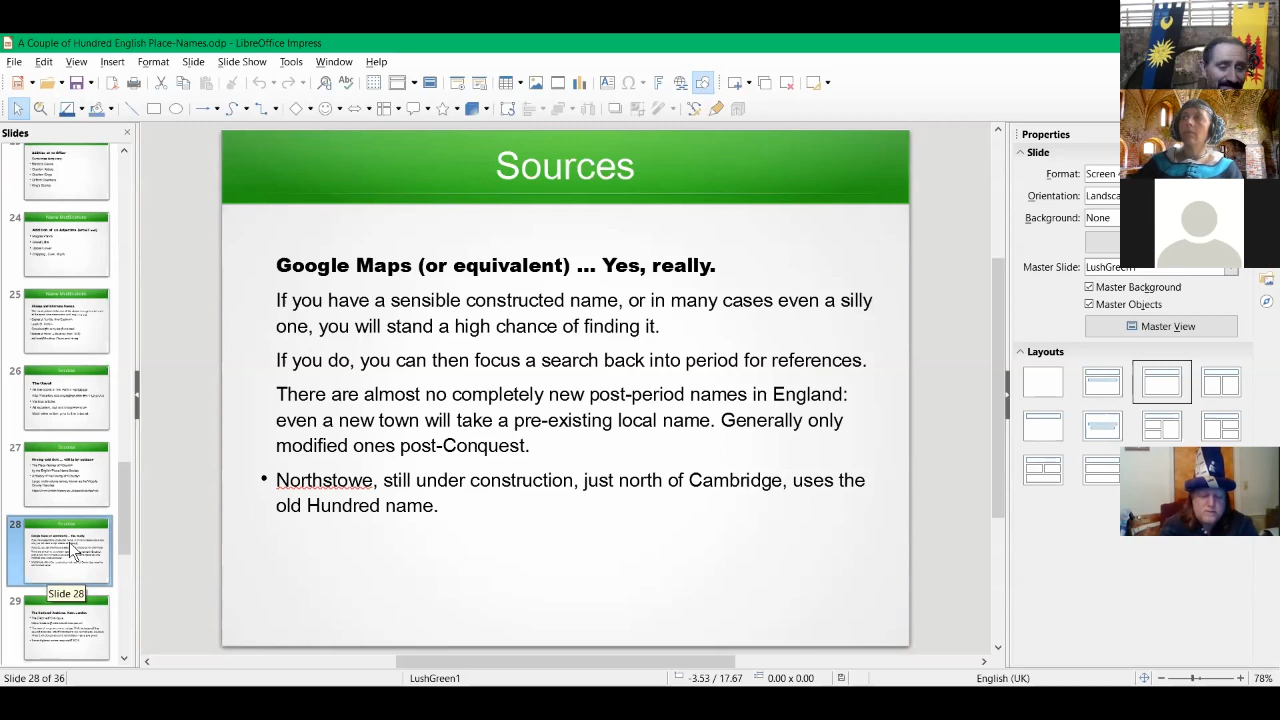 A Couple of Hundred English Place-Names.odp - LibreOffice Impress
File Edit View Insert Format Slide Slide Show Tools Window Help
Slides
Properties
Slide
Format: Screen
Orientation: Landsca
Background: None
Master Slide: LushGreen1
Master Background
Master Objects
Master View
Layouts
Sources
Google Maps (or equivalent) ... Yes, really.
If you have a sensible constructed name, or in many cases even a silly
one, you will stand a high chance of finding it.
If you do, you can then focus a search back into period for references.
There are almost no completely new post-period names in England:
even a new town will take a pre-existing local name. Generally only
modified ones post-Conquest.
• Northstowe, still under construction, just north of Cambridge, uses the
old Hundred name.
24
25
26
27
28
Slide 28
29
Slide 28 of 36
LushGreen1
-3.53 / 17.67
0.00 x 0.00
English (UK)
78%